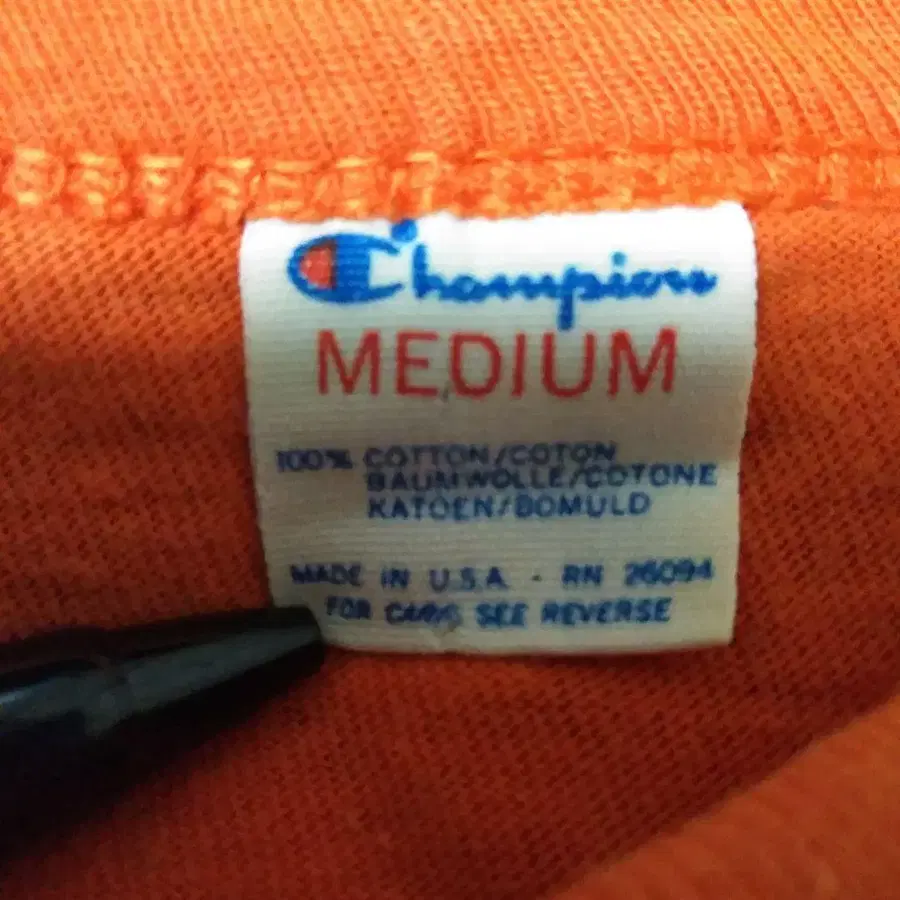 Champion
MEDIUM
100% COTTON/COTON
BAUMWOLLE/COTONE
KATOEN/BOMULD
MADE IN U.S.A. - RN 26094
FOR CARE SEE REVERSE